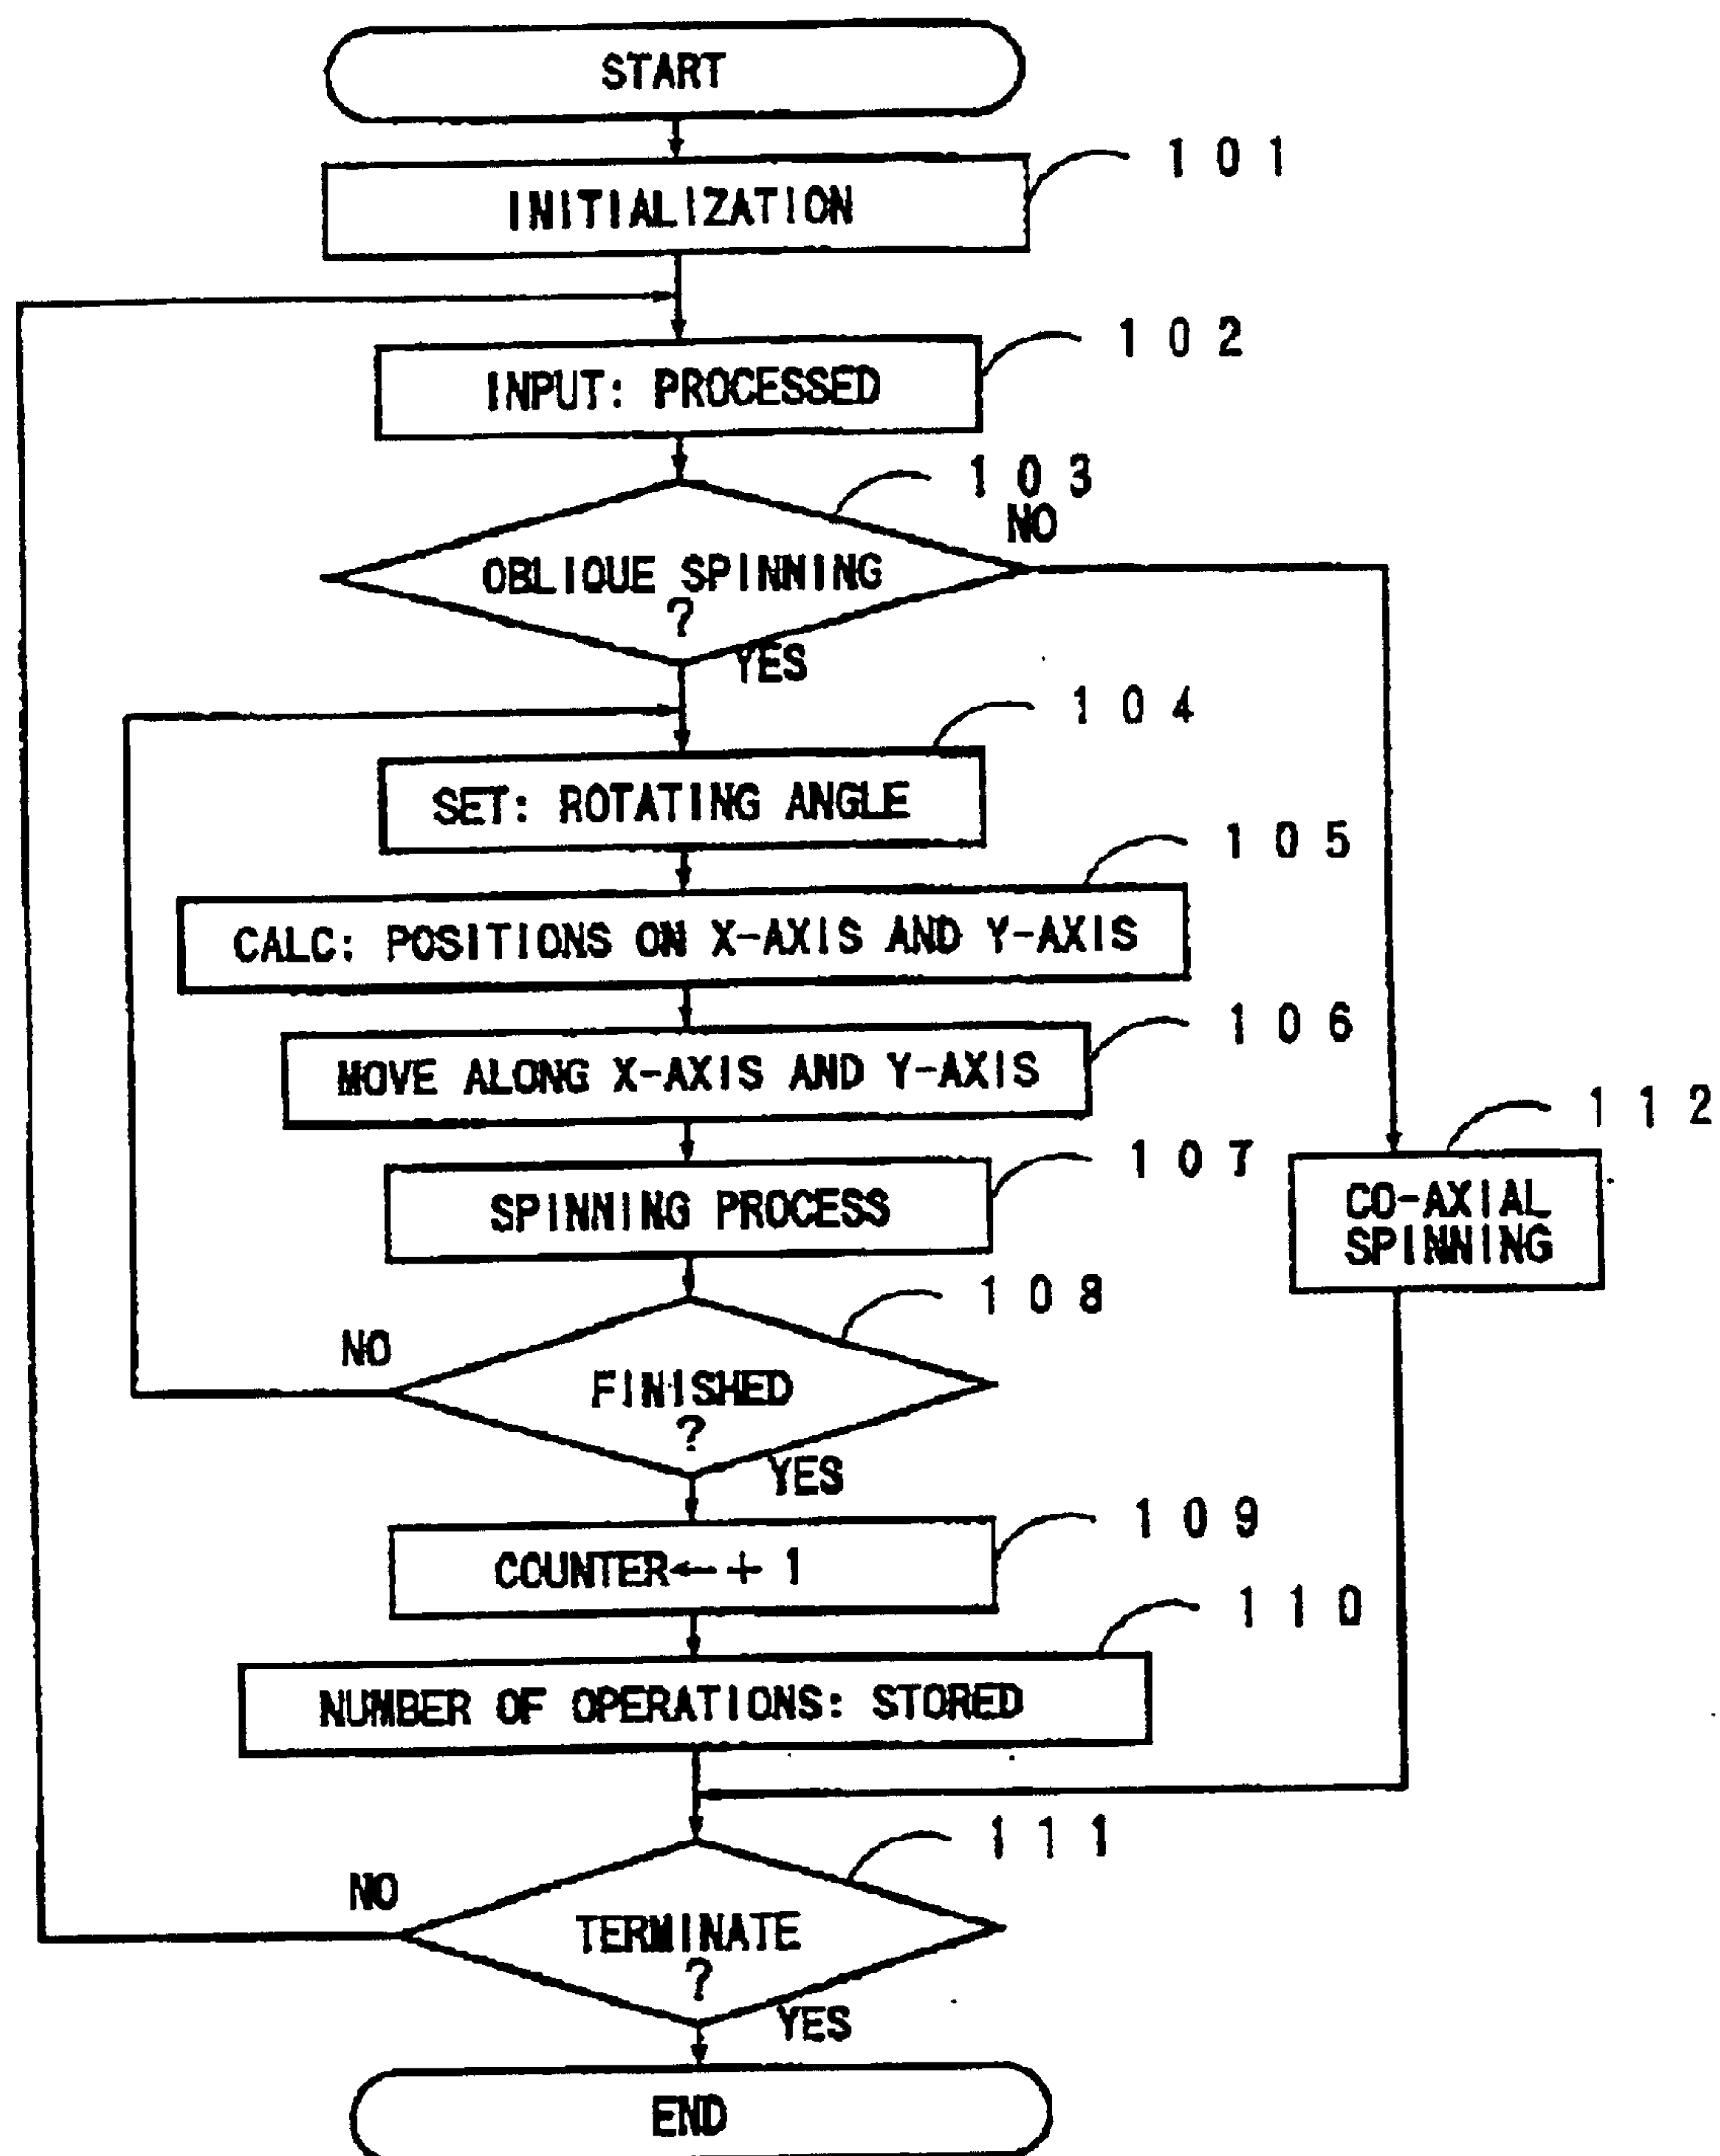 START
101
INITIALIZATION
102
INPUT: PROCESSED
103
NO
OBLIQUE SPINNING
?
YES
104
SET: ROTATING ANGLE
105
CALC: POSITIONS ON X-AXIS AND Y-AXIS
106
MOVE ALONG X-AXIS AND Y-AXIS
112
107
SPINNING PROCESS
CO-AXIAL
SPINNING
108
NO
FINISHED
?
YES
109
COUNTER←+1
110
NUMBER OF OPERATIONS: STORED
111
NO
TERMINATE
?
YES
END